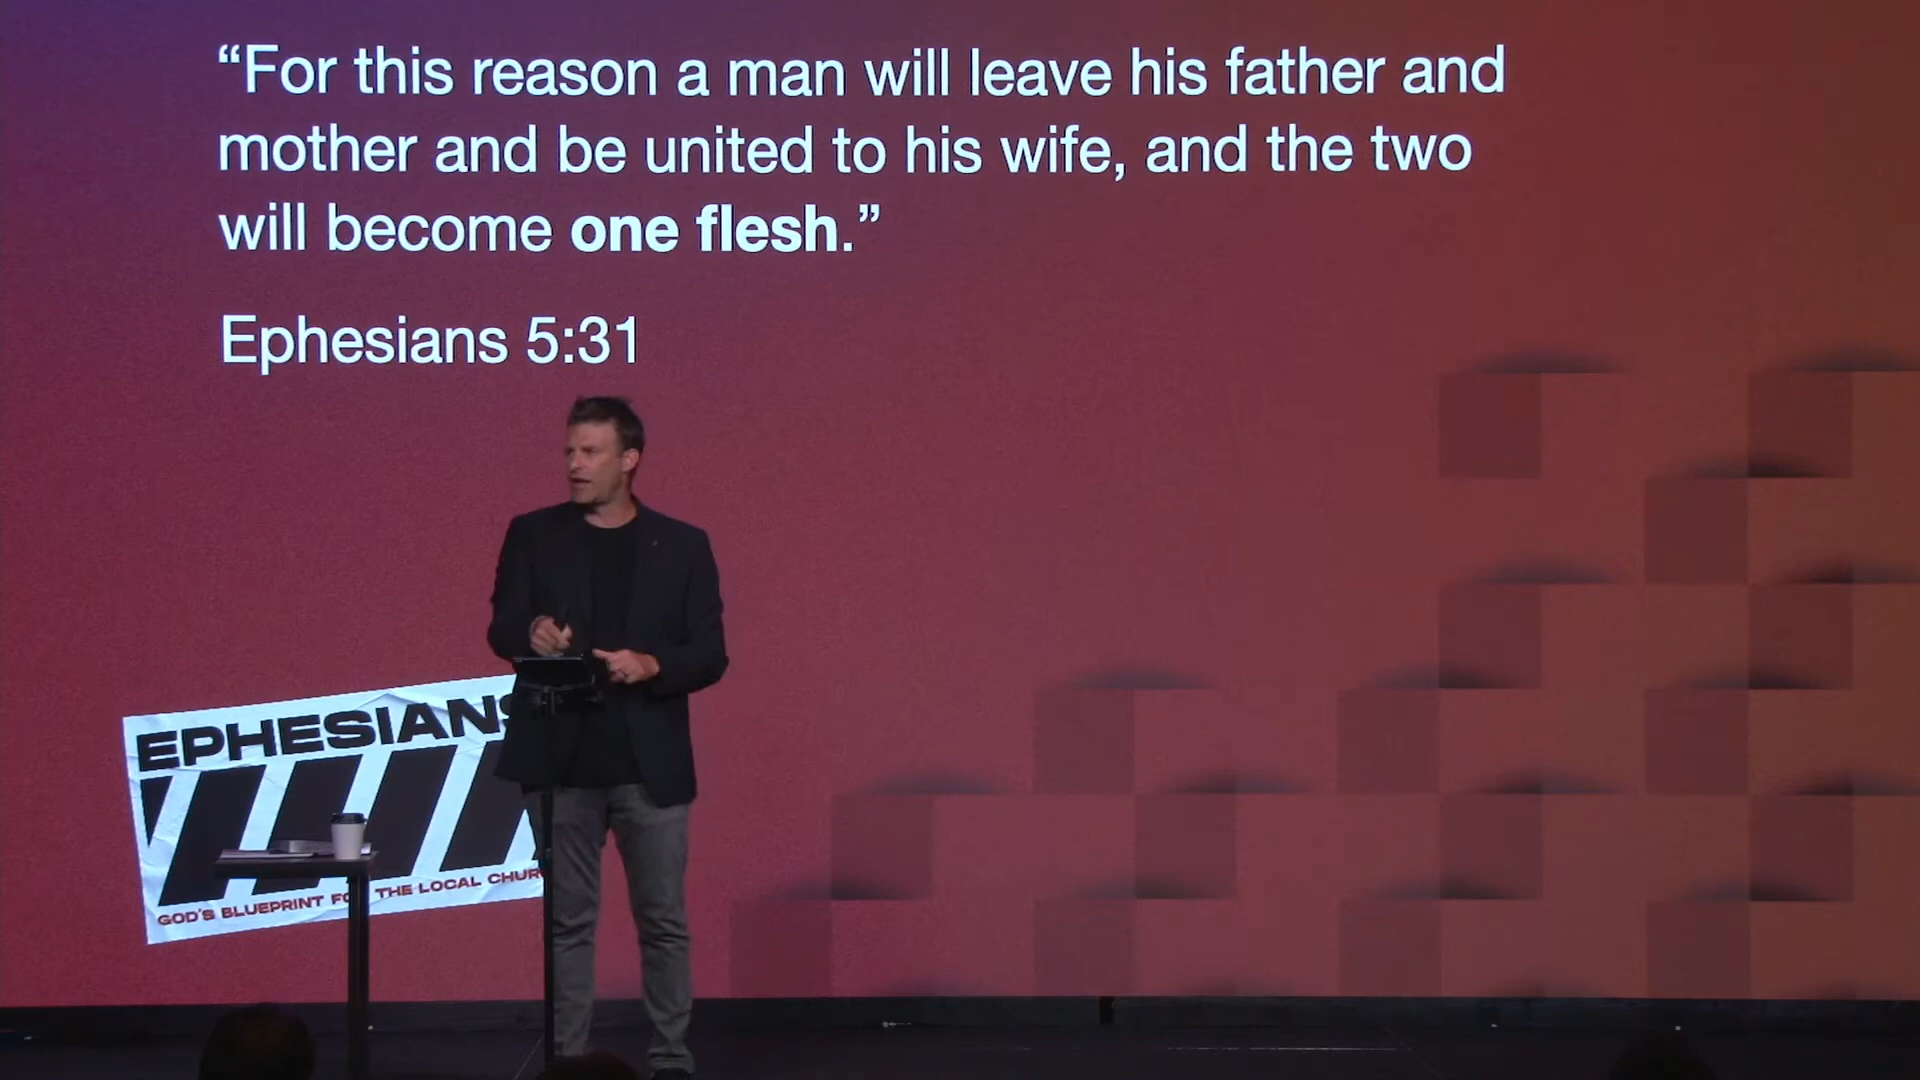 “For this reason a man will leave his father and
mother and be united to his wife, and the two
will become one flesh.”
Ephesians 5:31
EPHESIANS
GOD'S BLUEPRINT FOR THE LOCAL CHUR